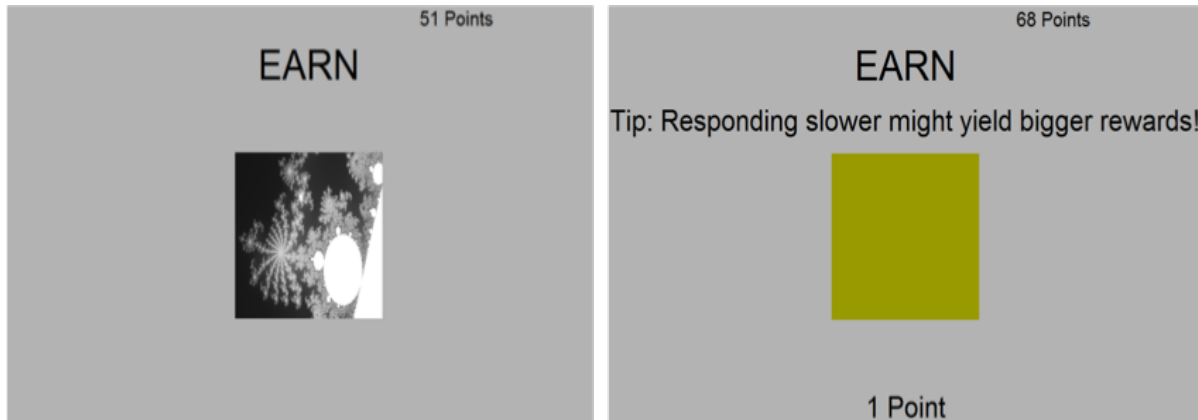 51 Points
EARN
68 Points
EARN
Tip: Responding slower might yield bigger rewards!
1 Point